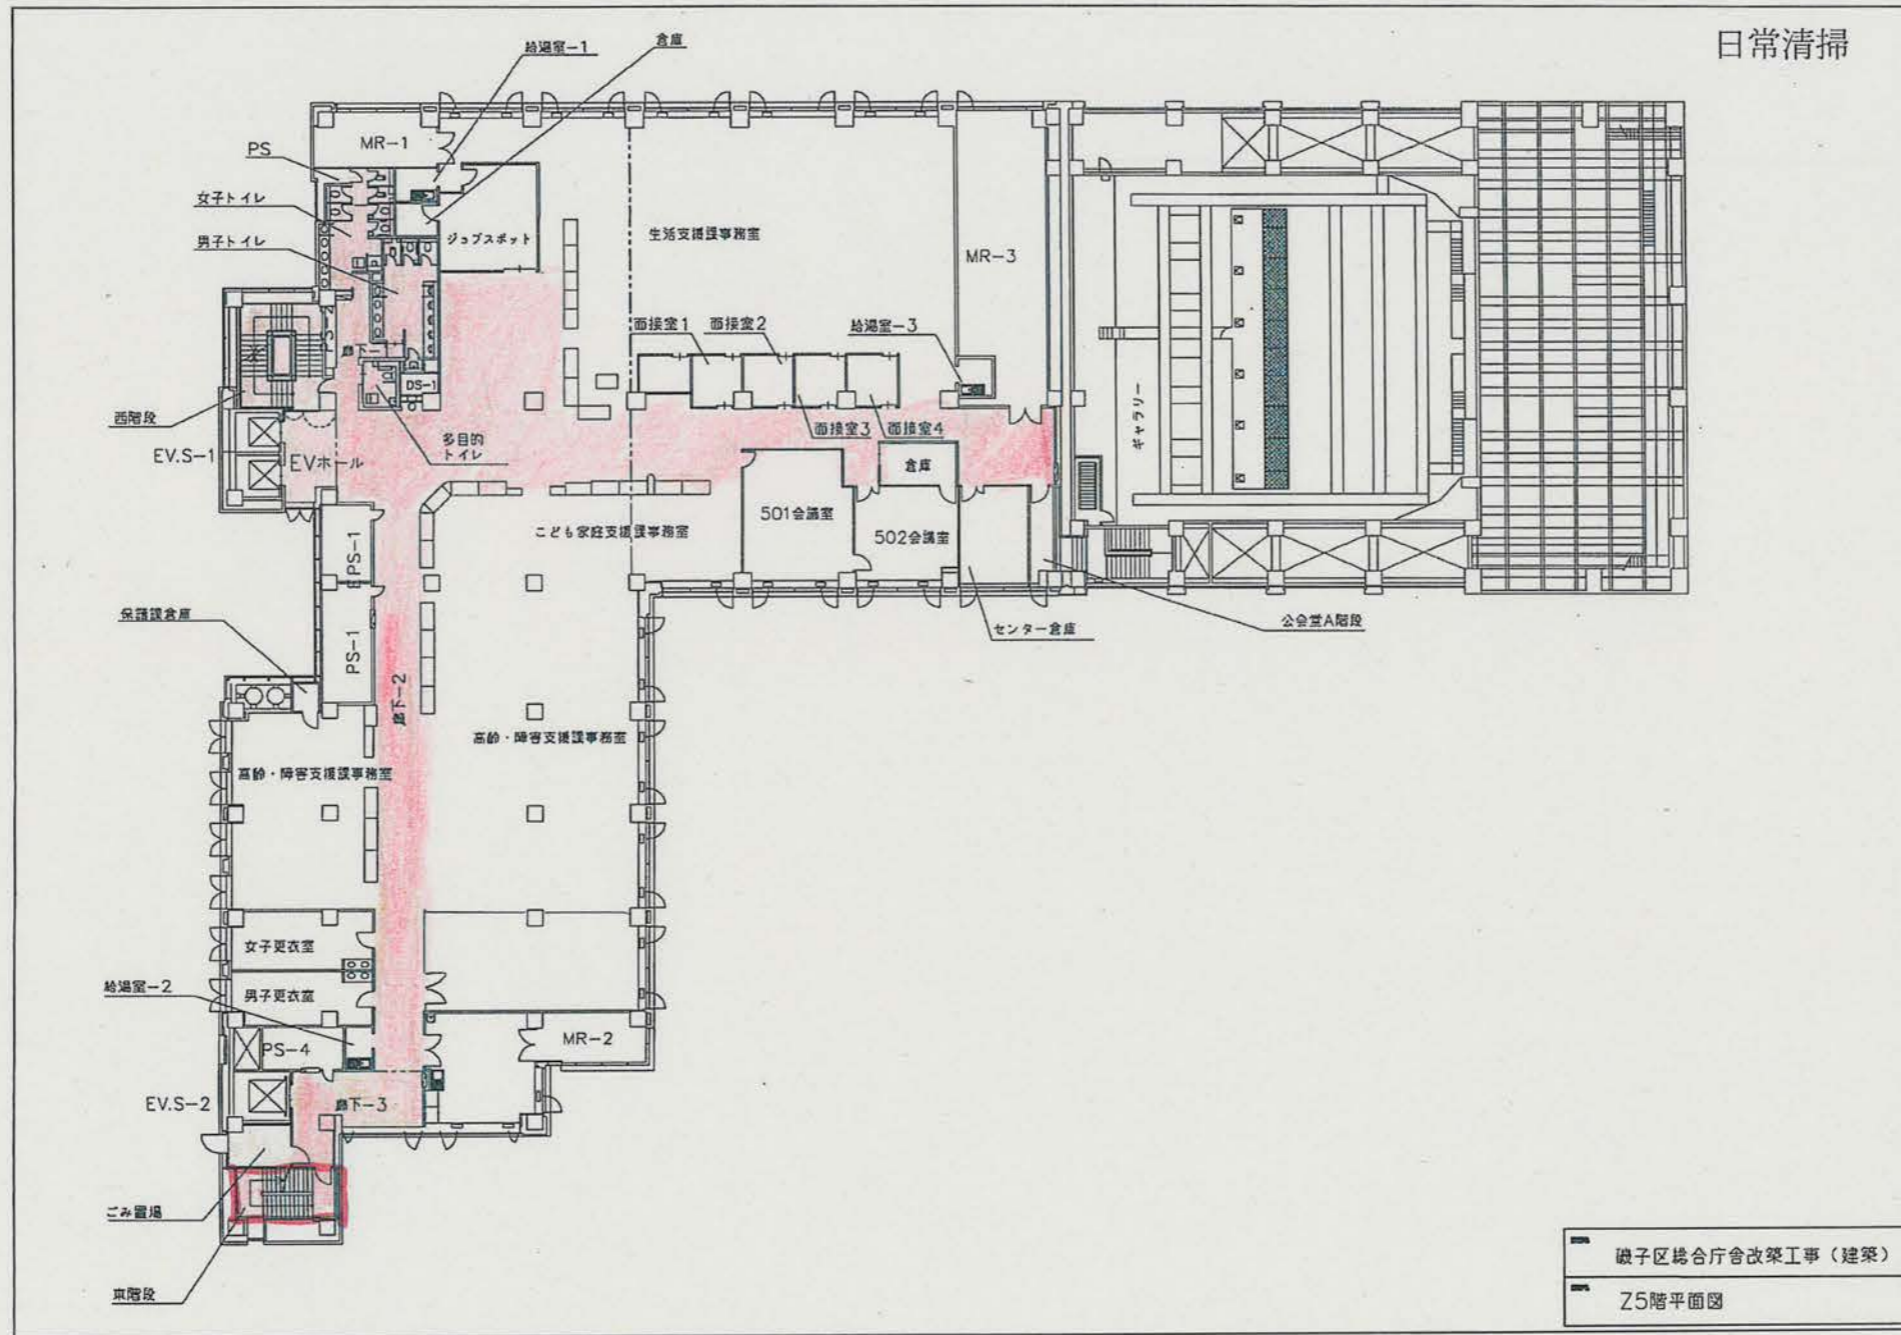 日常清掃
給湯室-1
倉庫
MR-1
PS
女子トイレ
男子トイレ
ジョブスポット
生活支援課事務室
MR-3
PS-2
廊下-1
面接室1
面接室2
給湯室-3
DS-1
西階段
EV.S-1
EVホール
多目的
トイレ
面接室3
面接室4
倉庫
ギャラリー
501会議室
502会議室
こども家庭支援課事務室
EPS-1
PS-1
保護課倉庫
センター倉庫
公会堂A階段
廊下-2
高齢・障害支援課事務室
高齢・障害支援課事務室
女子更衣室
給湯室-2
男子更衣室
PS-4
MR-2
EV.S-2
廊下-3
ごみ置場
東階段
磯子区総合庁舎改築工事(建築)
Z5階平面図